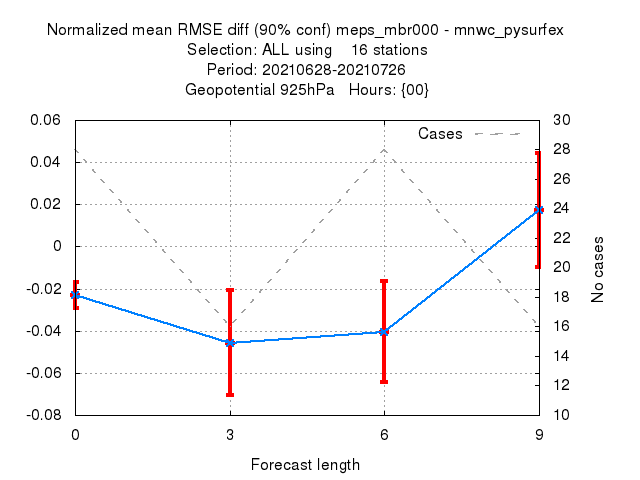 Normalized mean RMSE diff (90% conf) meps_mbr000 - mnwc_pysurfex
Selection: ALL using    16 stations
Period: 20210628-20210726
Geopotential 925hPa   Hours: {00}
0.06
0.04
0.02
0
-0.02
-0.04
-0.06
-0.08
Cases
30
28
26
24
22
20
18
16
14
12
10
No cases
0 3 6 9
Forecast length